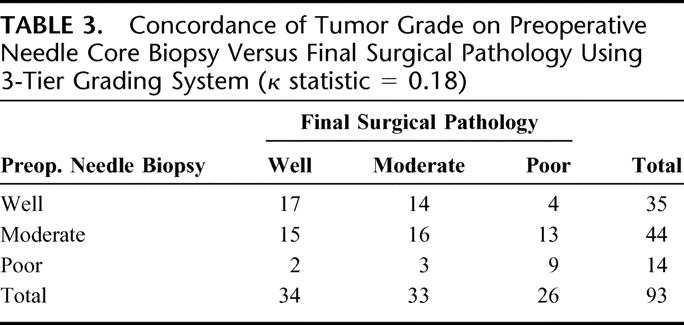 TABLE 3. Concordance of Tumor Grade on Preoperative
Needle Core Biopsy Versus Final Surgical Pathology Using
3-Tier Grading System (κ statistic = 0.18)
Final Surgical Pathology
Preop. Needle Biopsy Well Moderate Poor Total
Well 17 14 4 35
Moderate 15 16 13 44
Poor 2 3 9 14
Total 34 33 26 93